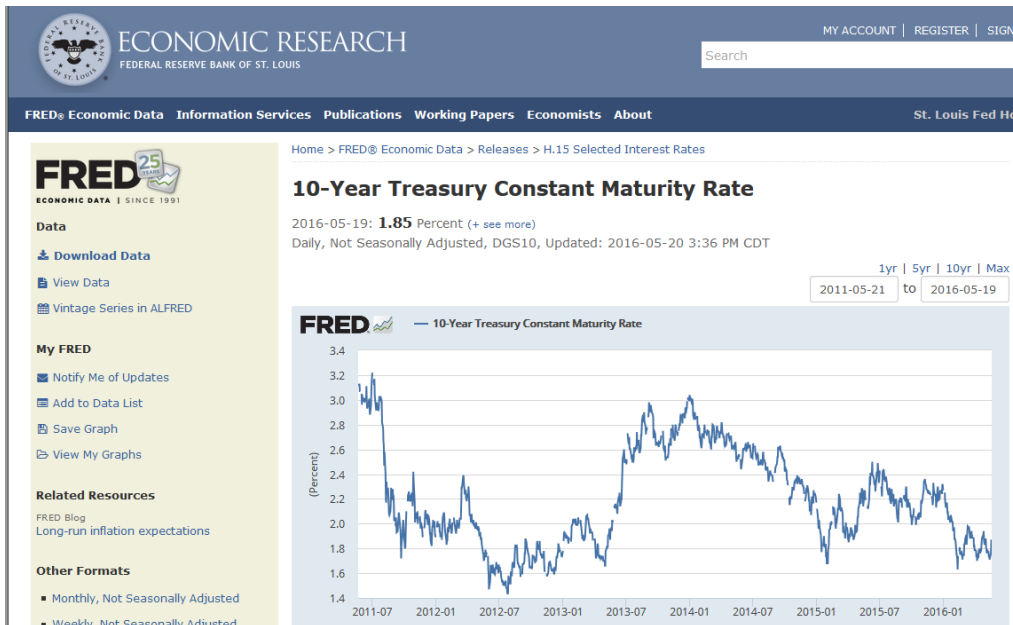 ECONOMIC RESEARCH
FEDERAL RESERVE BANK OF ST. LOUIS
MY ACCOUNT | REGISTER | SIGN
Search
FRED® Economic Data Information Services Publications Working Papers Economists About St. Louis Fed Ho
FRED 25 YEARS
ECONOMIC DATA | SINCE 1991
Data
Download Data
View Data
Vintage Series in ALFRED
My FRED
Notify Me of Updates
Add to Data List
Save Graph
View My Graphs
Related Resources
FRED Blog
Long-run inflation expectations
Other Formats
Monthly, Not Seasonally Adjusted
Weekly, Not Seasonally Adjusted
Home > FRED® Economic Data > Releases > H.15 Selected Interest Rates
10-Year Treasury Constant Maturity Rate
2016-05-19: 1.85 Percent (+ see more)
Daily, Not Seasonally Adjusted, DGS10, Updated: 2016-05-20 3:36 PM CDT
1yr | 5yr | 10yr | Max
2011-05-21 to 2016-05-19
FRED — 10-Year Treasury Constant Maturity Rate
(Percent)
3.4
3.2
3.0
2.8
2.6
2.4
2.2
2.0
1.8
1.6
1.4
2011-07 2012-01 2012-07 2013-01 2013-07 2014-01 2014-07 2015-01 2015-07 2016-01